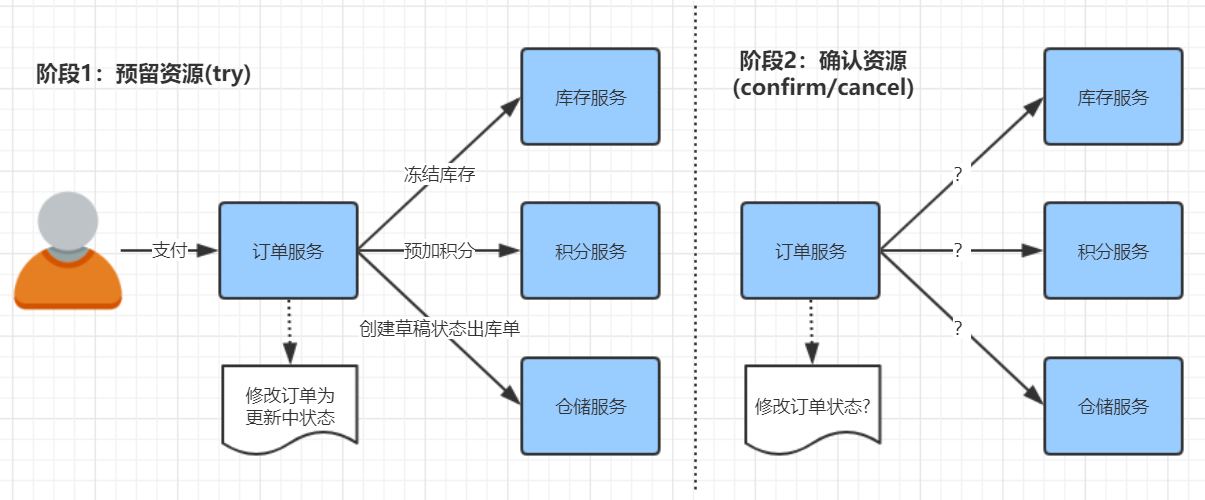 阶段1：预留资源(try)
库存服务
冻结库存
支付
订单服务
预加积分
积分服务
创建草稿状态出库单
修改订单为
更新中状态
仓储服务
阶段2：确认资源
(confirm/cancel)
库存服务
?
订单服务
?
积分服务
?
修改订单状态?
仓储服务